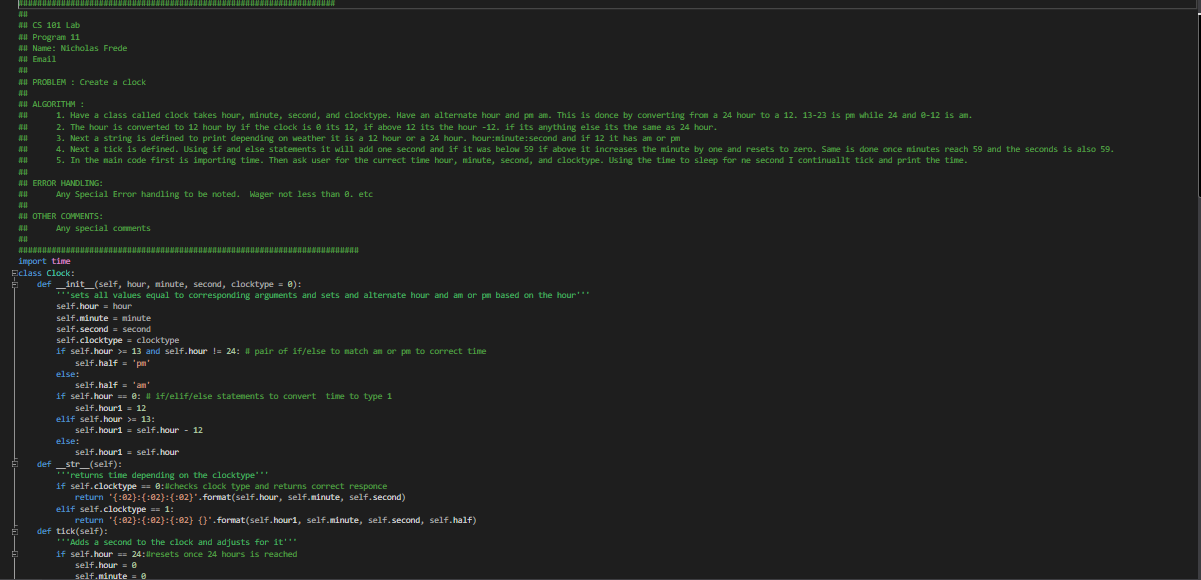 ###################################################################
##
## CS 101 Lab
## Program 11
## Name: Nicholas Frede
## Email
##
## PROBLEM : Create a clock
##
## ALGORITHM :
##      1. Have a class called clock takes hour, minute, second, and clocktype. Have an alternate hour and pm am. This is donce by converting from a 24 hour to a 12. 13-23 is pm while 24 and 0-12 is am.
##      2. The hour is converted to 12 hour by if the clock is 0 its 12, if above 12 its the hour -12. if its anything else its the same as 24 hour.
##      3. Next a string is defined to print depending on weather it is a 12 hour or a 24 hour. hour:minute:second and if 12 it has am or pm
##      4. Next a tick is defined. Using if and else statements it wlll add one second and if it was below 59 if above it increases the minute by one and resets to zero. Same is done once minutes reach 59 and the seconds is also 59.
##      5. In the main code first is importing time. Then ask user for the currect time hour, minute, second, and clocktype. Using the time to sleep for ne second I continuallt tick and print the time.
##
## ERROR HANDLING:
##      Any Special Error handling to be noted.  Wager not less than 0. etc
##
## OTHER COMMENTS:
##      Any special comments
##
########################################################################
import time
class Clock:
    def __init__(self, hour, minute, second, clocktype = 0):
        '''sets all values equal to corresponding arguments and sets and alternate hour and am or pm based on the hour'''
        self.hour = hour
        self.minute = minute
        self.second = second
        self.clocktype = clocktype
        if self.hour >= 13 and self.hour != 24: # pair of if/else to match am or pm to correct time
            self.half = 'pm'
        else:
            self.half = 'am'
        if self.hour == 0: # if/elif/else statements to convert  time to type 1
            self.hour1 = 12
        elif self.hour >= 13:
            self.hour1 = self.hour - 12
        else:
            self.hour1 = self.hour
    def __str__(self):
        '''returns time depending on the clocktype'''
        if self.clocktype == 0:#checks clock type and returns correct responce
            return '{:02}:{:02}:{:02}'.format(self.hour, self.minute, self.second)
        elif self.clocktype == 1:
            return '{:02}:{:02}:{:02} {}'.format(self.hour1, self.minute, self.second, self.half)
    def tick(self):
        '''Adds a second to the clock and adjusts for it'''
        if self.hour == 24:#resets once 24 hours is reached
            self.hour = 0
            self.minute = 0